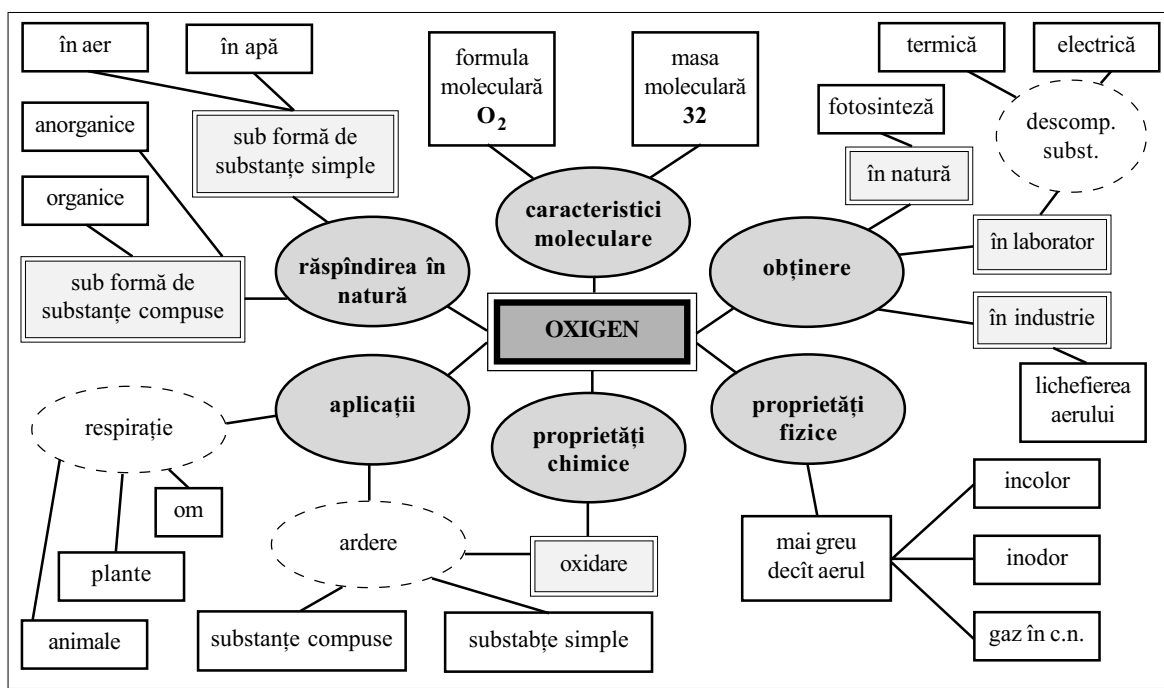 în aer
în apă
formula
moleculară
O₂
masa
moleculară
32
termică
electrică
anorganice
sub formă de
substanțe simple
fotosinteză
descomp.
subst.
organice
în natură
caracteristici
moleculare
sub formă de
substanțe compuse
răspîndirea în
natură
obținere
în laborator
OXIGEN
în industrie
lichefierea
aerului
aplicații
proprietăți
fizice
respirație
proprietăți
chimice
om
incolor
ardere
oxidare
mai greu
decît aerul
inodor
plante
animale
substanțe compuse
substabțe simple
gaz în c.n.